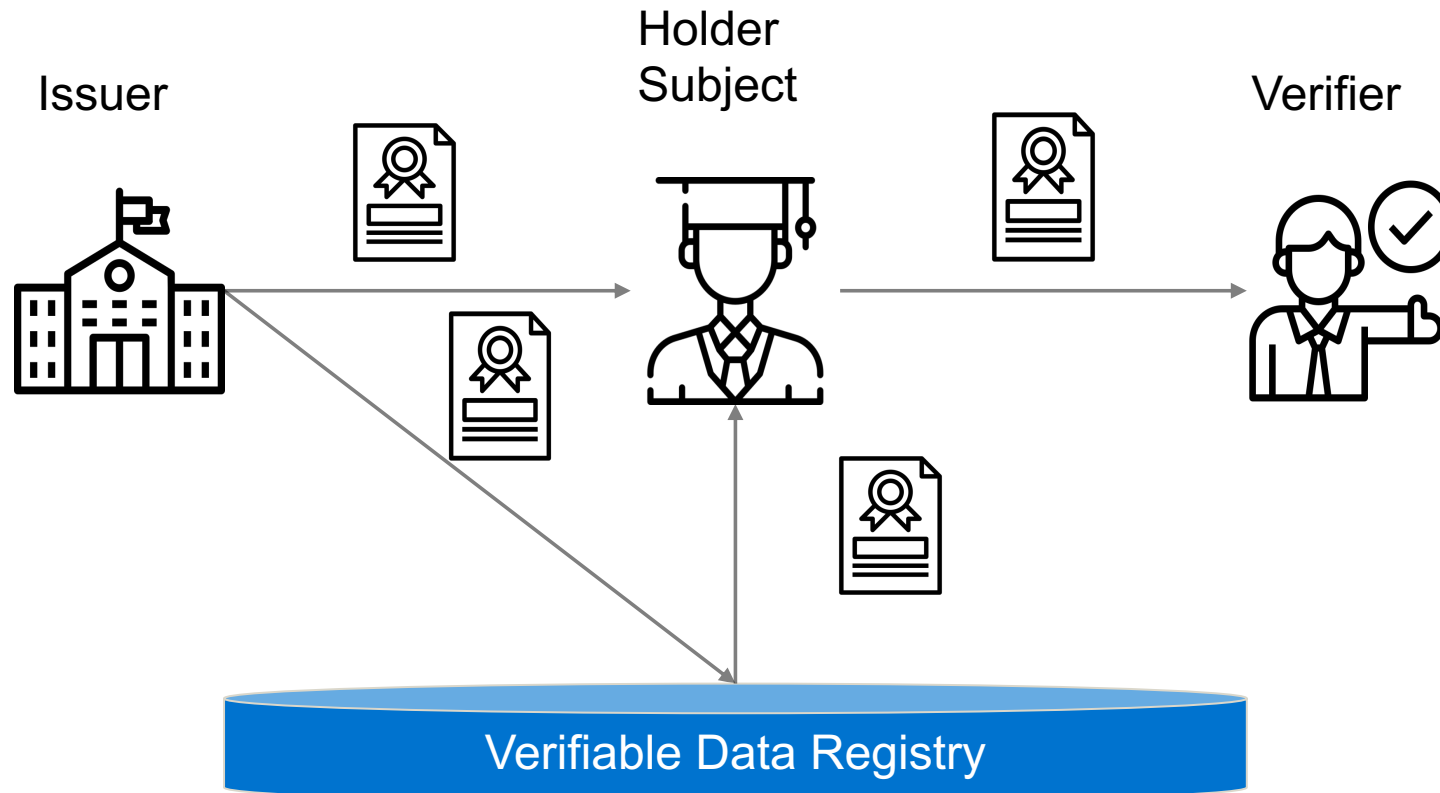 Issuer
Holder
Subject
Verifier
Verifiable Data Registry